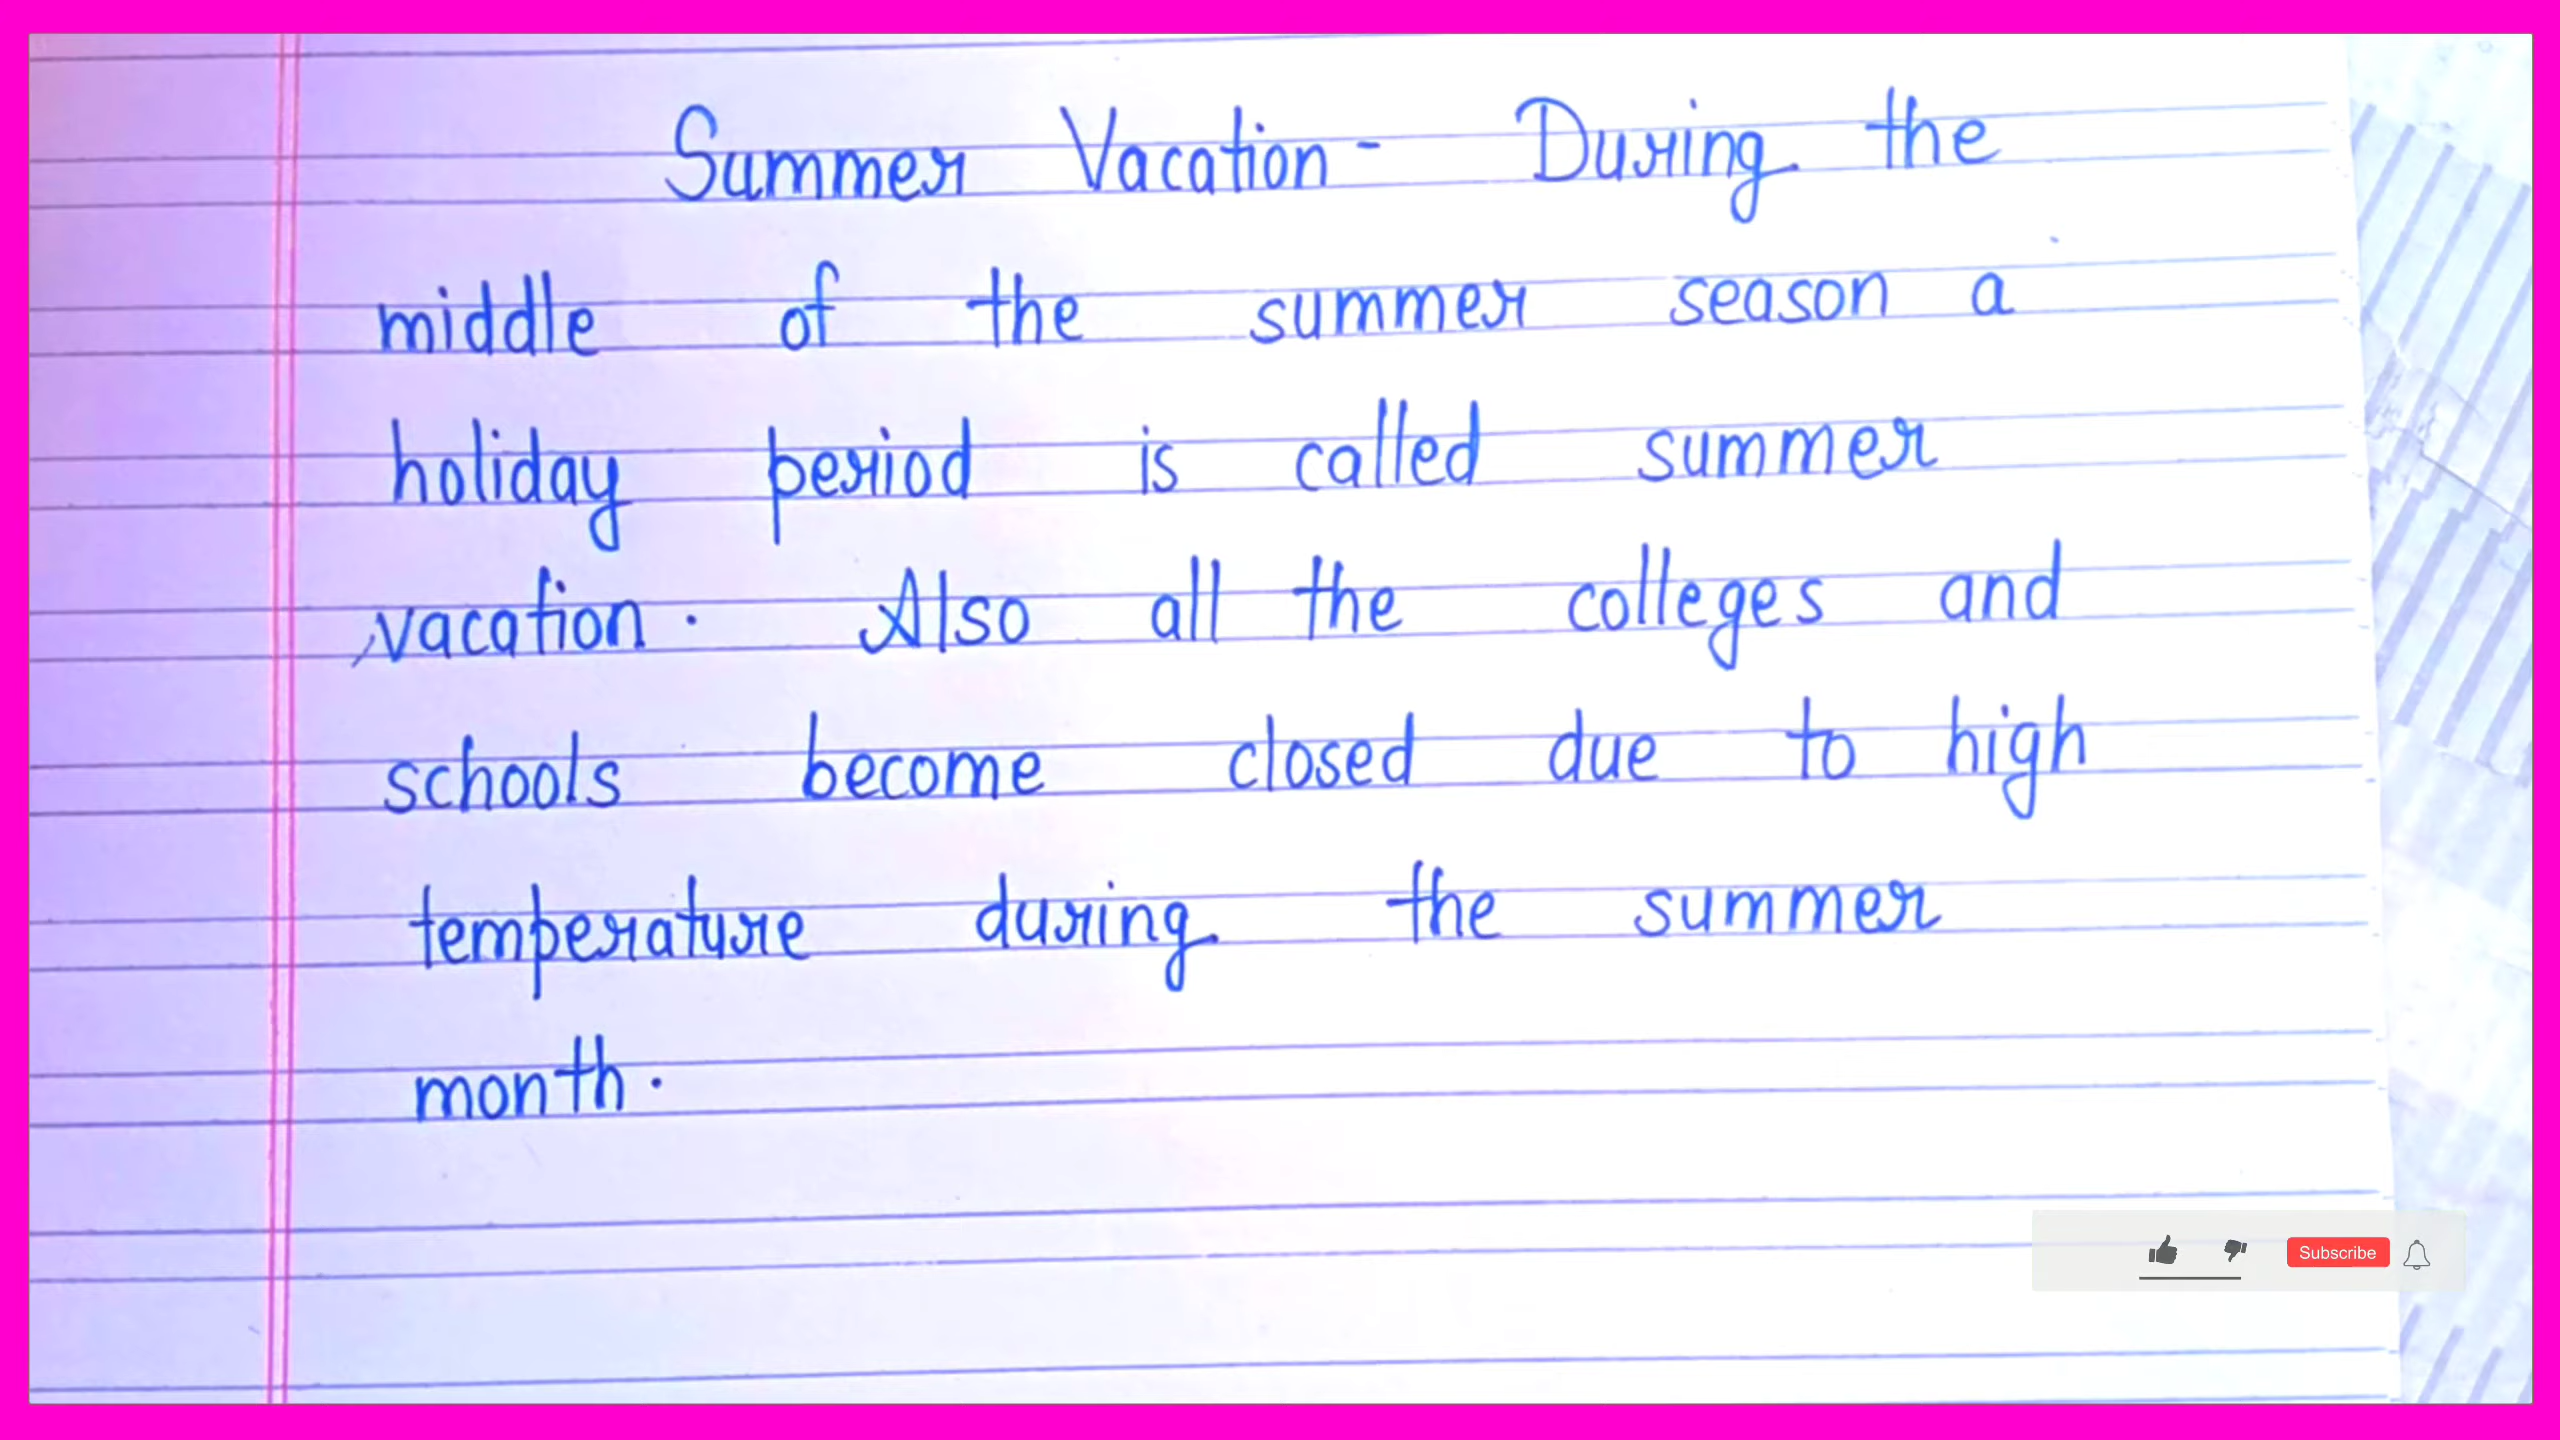 Summer Vacation - During the
middle of the summer season a
holiday period is called summer
vacation. Also all the colleges and
schools become closed due to high
temperature during the summer
month.
Subscribe